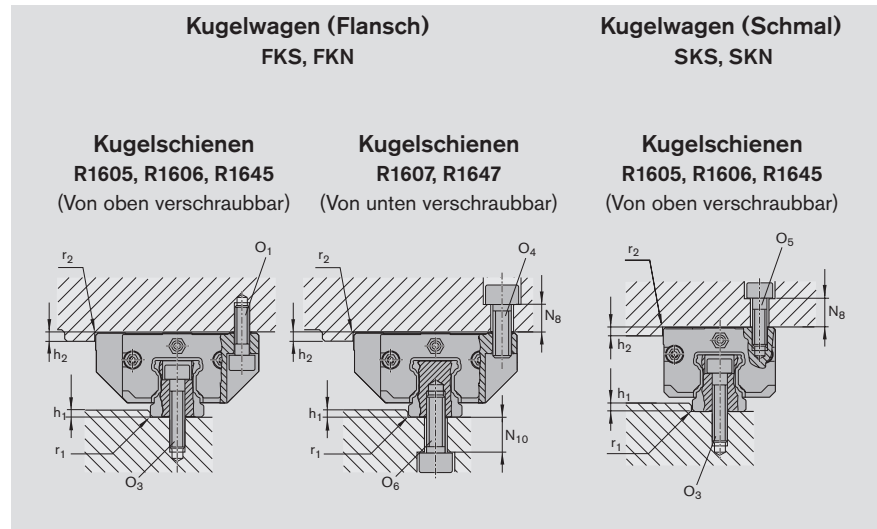 Kugelwagen (Flansch)
FKS, FKN
Kugelwagen (Schmal)
SKS, SKN
Kugelschienen
R1605, R1606, R1645
(Von oben verschraubbar)
Kugelschienen
R1607, R1647
(Von unten verschraubbar)
Kugelschienen
R1605, R1606, R1645
(Von oben verschraubbar)
r2
O1
h2
h1
r1
O3
r2
O4
N8
h2
h1
r1
N10
O6
r2
O5
N8
h2
h1
r1
O3